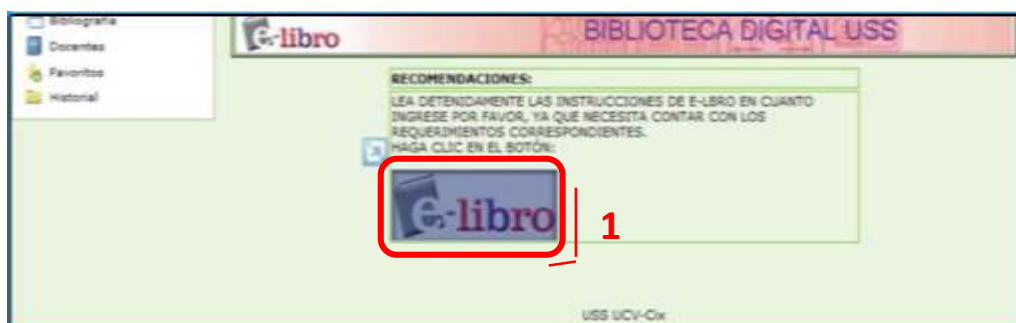 Bibliografía
Docentes
Favoritos
Historial
e-libro
BIBLIOTECA DIGITAL USS
RECOMENDACIONES:
LEA DETENIDAMENTE LAS INSTRUCCIONES DE E-LBRO EN CUANTO
INGRESE POR FAVOR, YA QUE NECESITA CONTAR CON LOS
REQUERIMIENTOS CORRESPONDIENTES.
HAGA CLIC EN EL BOTÓN:
e-libro
1
USS UCV-Cix